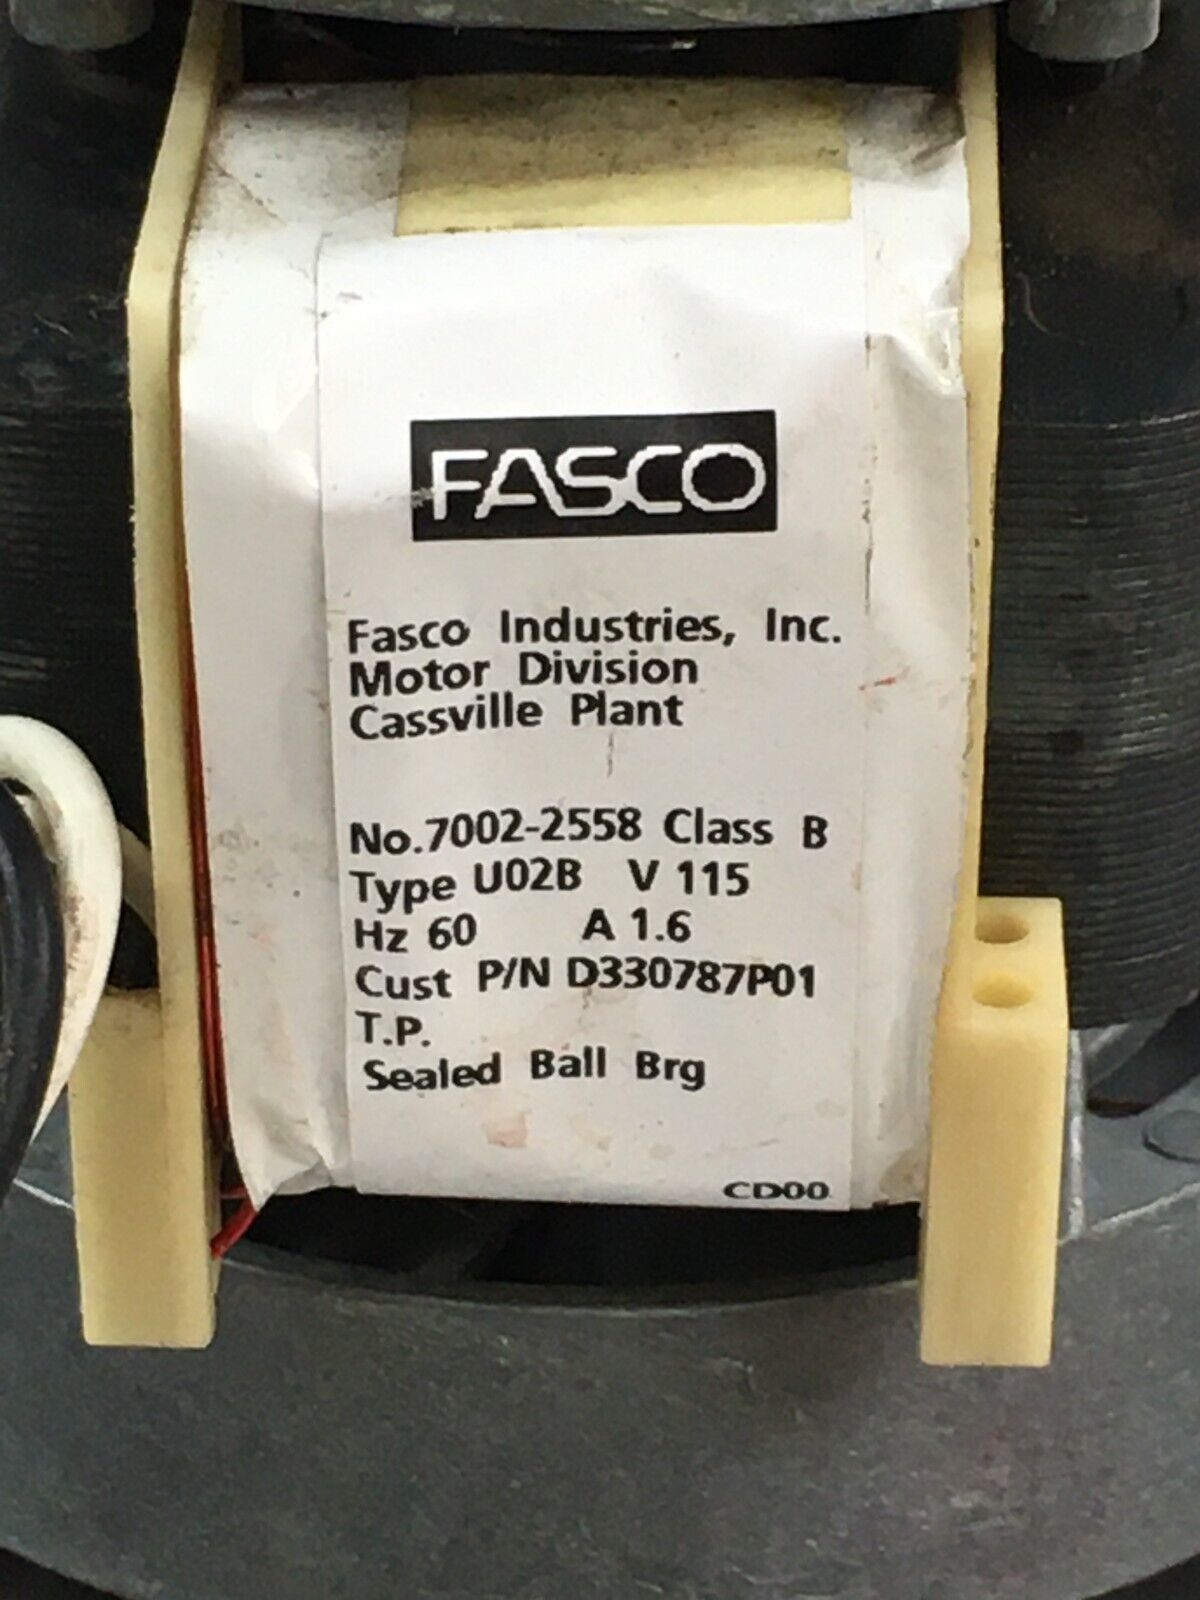 FASCO
Fasco Industries, Inc.
Motor Division
Cassville Plant
No.7002-2558 Class B
Type U02B V 115
Hz 60 A 1.6
Cust P/N D330787P01
T.P.
Sealed Ball Brg
CD00